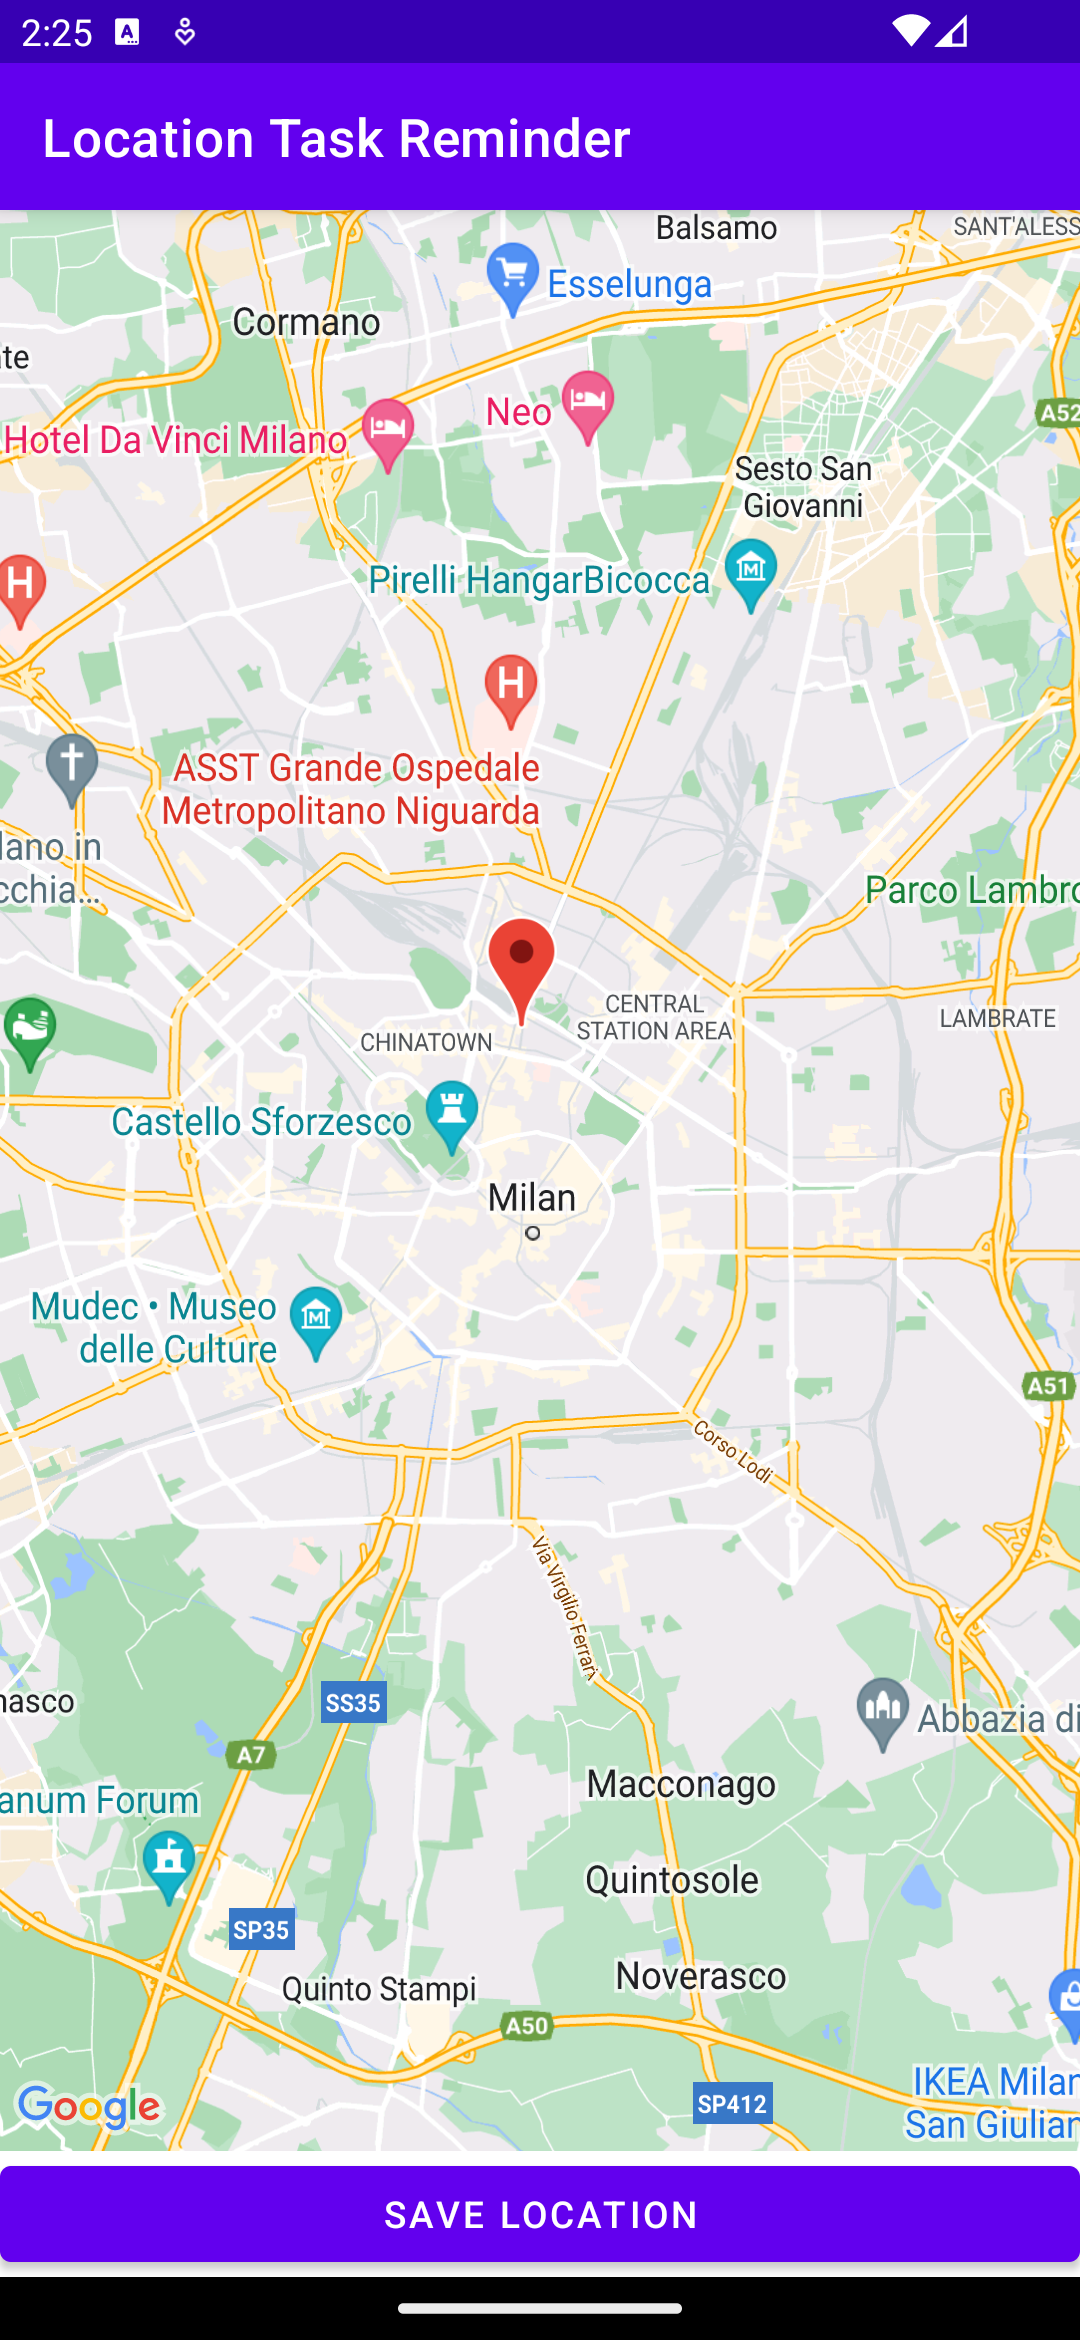 2:25
Location Task Reminder
Balsamo
SANT'ALESS
Esselunga
Cormano
te
Neo
A52
Hotel Da Vinci Milano
Sesto San
Giovanni
H
Pirelli HangarBicocca
H
ASST Grande Ospedale
Metropolitano Niguarda
lano in
cchia...
Parco Lambro
CENTRAL
STATION AREA
LAMBRATE
CHINATOWN
Castello Sforzesco
Milan
Mudec • Museo
delle Culture
A51
Corso Lodi
Via Virgilio Ferrari
nasco
SS35
Abbazia di
A7
Macconago
anum Forum
Quintosole
SP35
Noverasco
Quinto Stampi
A50
IKEA Milan
San Giulian
SP412
Google
SAVE LOCATION